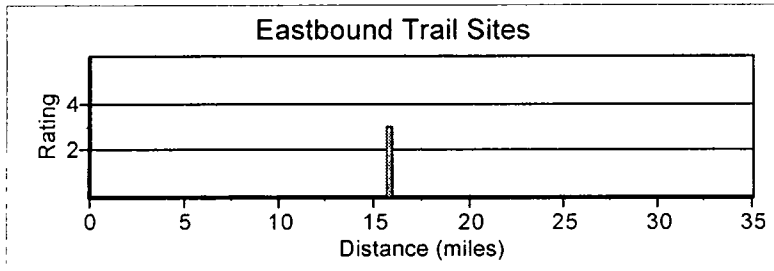 Eastbound Trail Sites
Rating
4
2
0 5 10 15 20 25 30 35
Distance (miles)